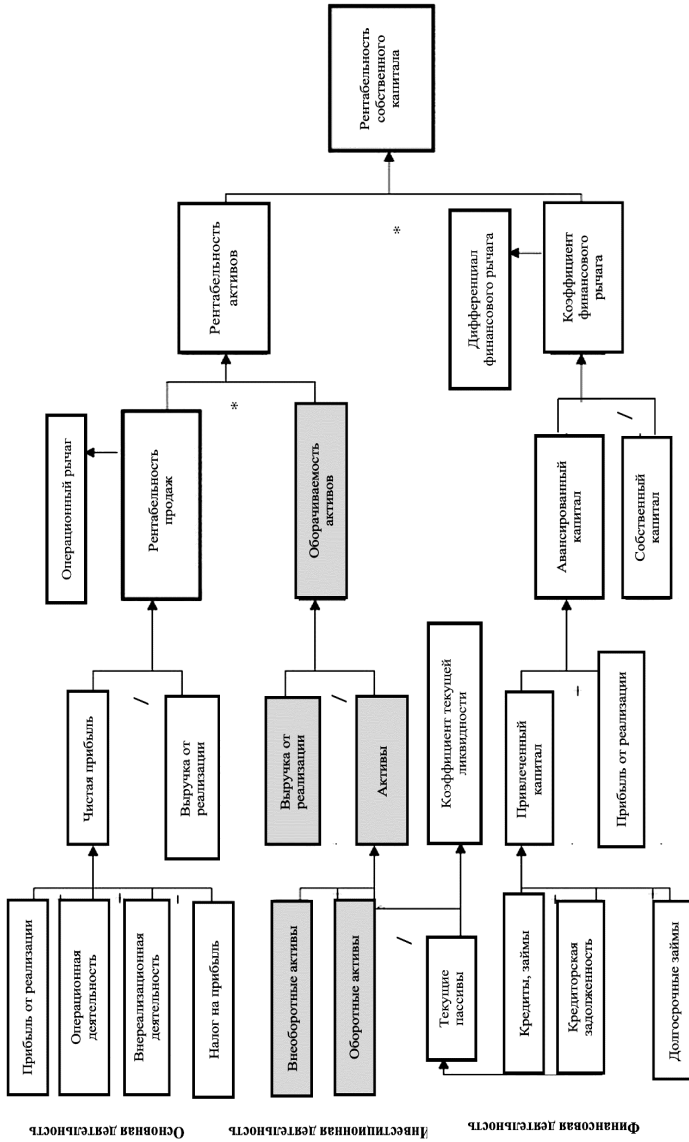 Основная деятельность
Прибыль от реализации
Операционная
деятельность
Внереализационная
деятельность
Налог на прибыль
Чистая прибыль
/
Выручка от
реализации
Операционный рычаг
Рентабельность
продаж
*
Рентабельность
активов
Инвестиционная деятельность
Внеоборотные активы
Оборотные активы
Выручка от
реализации
/
Активы
Оборачиваемость
активов
*
Рентабельность
собственного
капитала
/
Текущие
пассивы
Коэффициент текущей
ликвидности
Финансовая деятельность
Кредиты, займы
Кредиторская
задолженность
Долгосрочные займы
Привлеченный
капитал
Прибыль от реализации
Авансированный
капитал
/
Собственный
капитал
Дифференциал
финансового рычага
Коэффициент
финансового
рычага